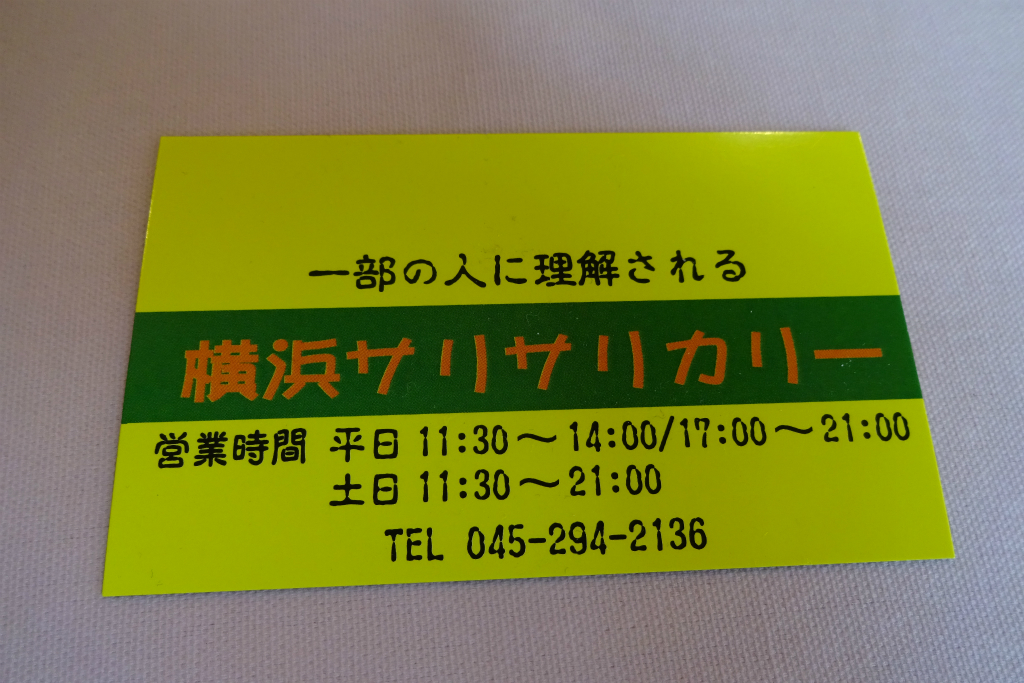 一部の人に理解される
横浜サリサリカリー
営業時間 平日 11:30～14:00/17:00～21:00
土日 11:30～21:00
TEL 045-294-2136